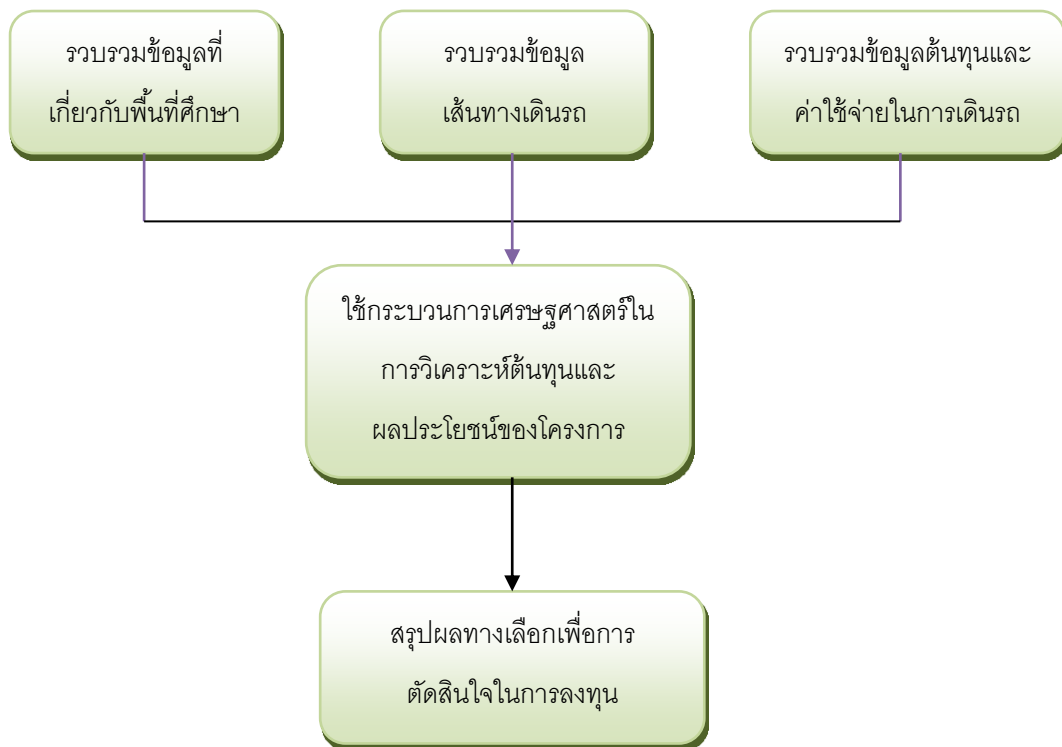 รวบรวมข้อมูลที่
เกี่ยวกับพื้นที่ศึกษา
รวบรวมข้อมูล
เส้นทางเดินรถ
รวบรวมข้อมูลต้นทุนและ
ค่าใช้จ่ายในการเดินรถ
ใช้กระบวนการเศรษฐศาสตร์ใน
การวิเคราะห์ต้นทุนและ
ผลประโยชน์ของโครงการ
สรุปผลทางเลือกเพื่อการ
ตัดสินใจในการลงทุน